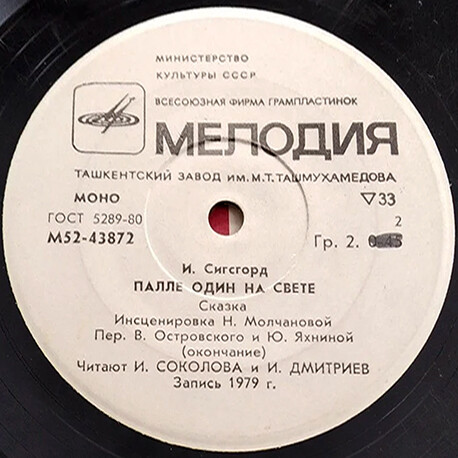 МИНИСТЕРСТВО
КУЛЬТУРЫ СССР
ВСЕСОЮЗНАЯ ФИРМА ГРАМПЛАСТИНОК
МЕЛОДИЯ
ТАШКЕНТСКИЙ ЗАВОД ИМ. М.Т. ТАШМУХАМЕДОВА
МОНО ▽33
ГОСТ 5289-80 2
М52-43872 Гр. 2. 0-45
И. Сигсгорд
ПАЛЛЕ ОДИН НА СВЕТЕ
Сказка
Инсценировка Н. Молчановой
Пер. В. Островского и Ю. Яхниной
(окончание)
Читают И. СОКОЛОВА и И. ДМИТРИЕВ
Запись 1979 г.